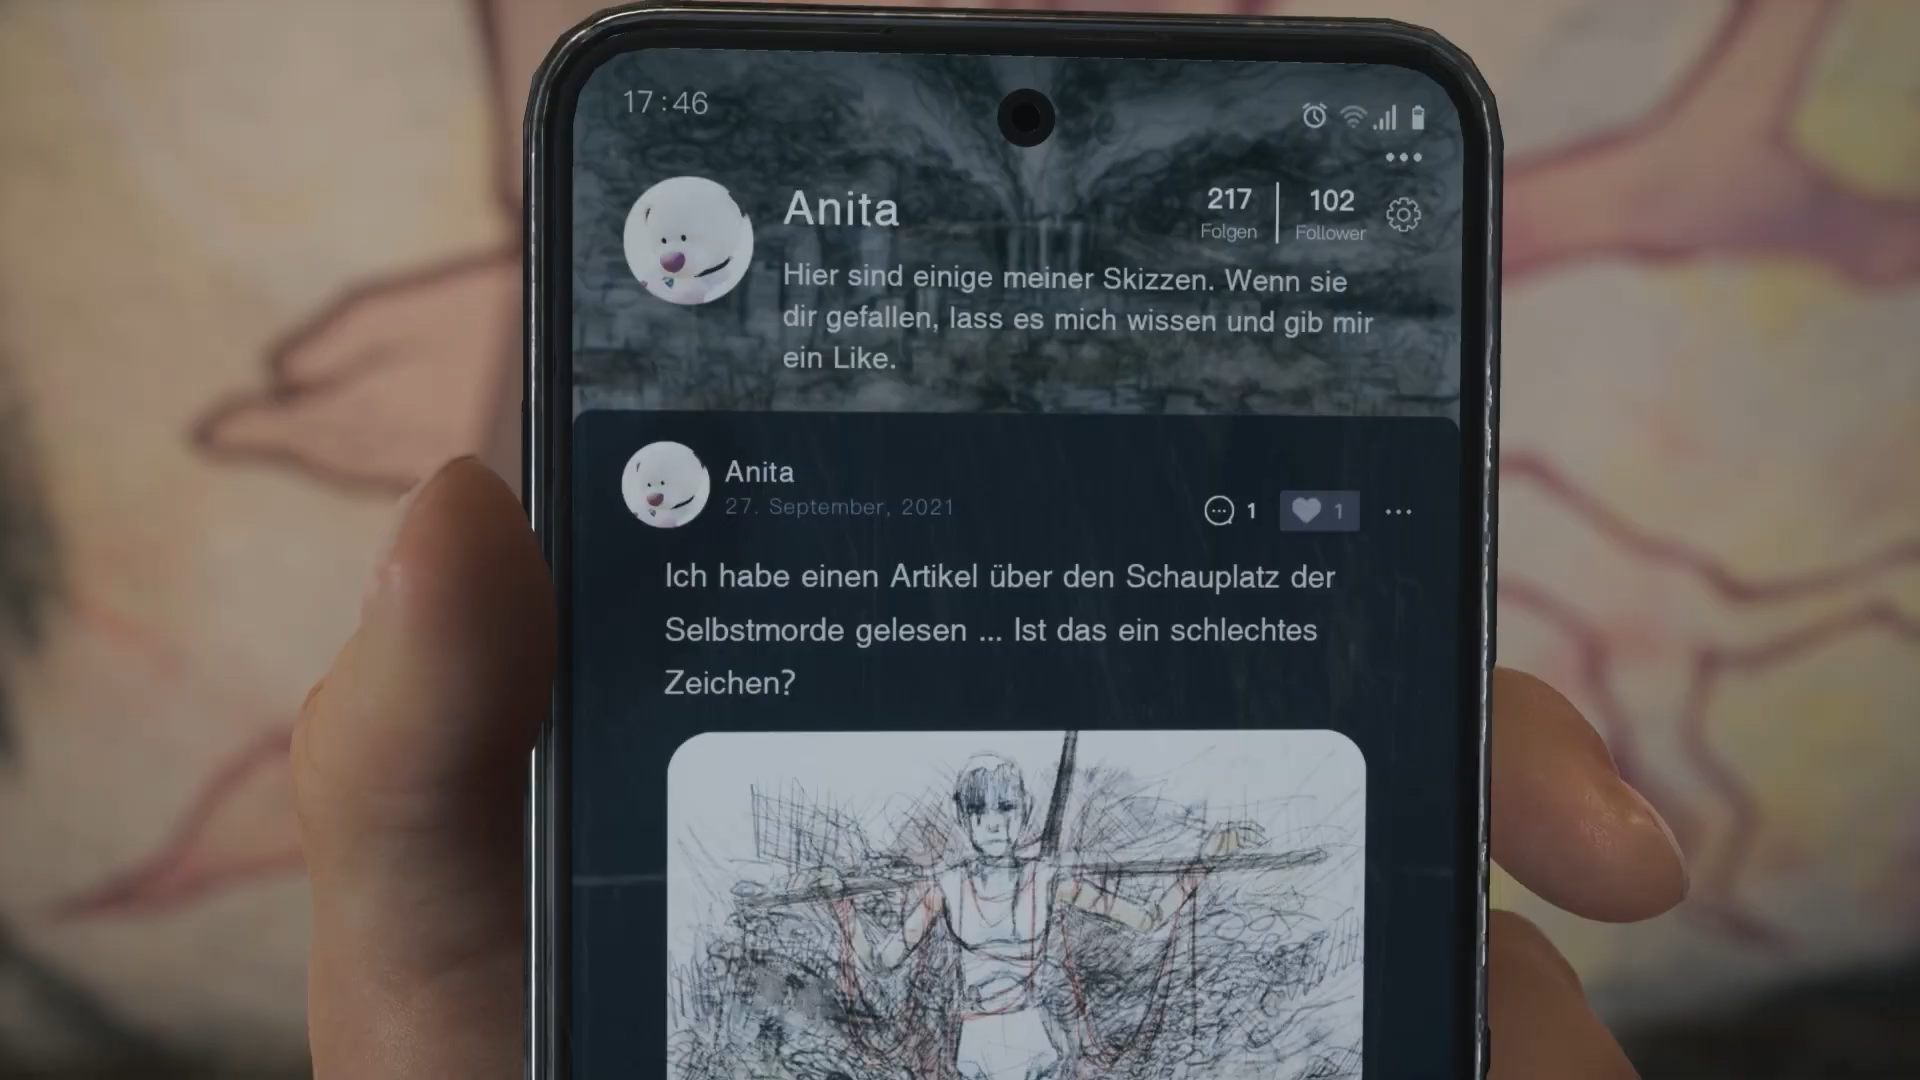 17:46
Anita
217
Folgen
102
Follower
Hier sind einige meiner Skizzen. Wenn sie
dir gefallen, lass es mich wissen und gib mir
ein Like.
Anita
27. September, 2021
1
1
Ich habe einen Artikel über den Schauplatz der
Selbstmorde gelesen ... Ist das ein schlechtes
Zeichen?